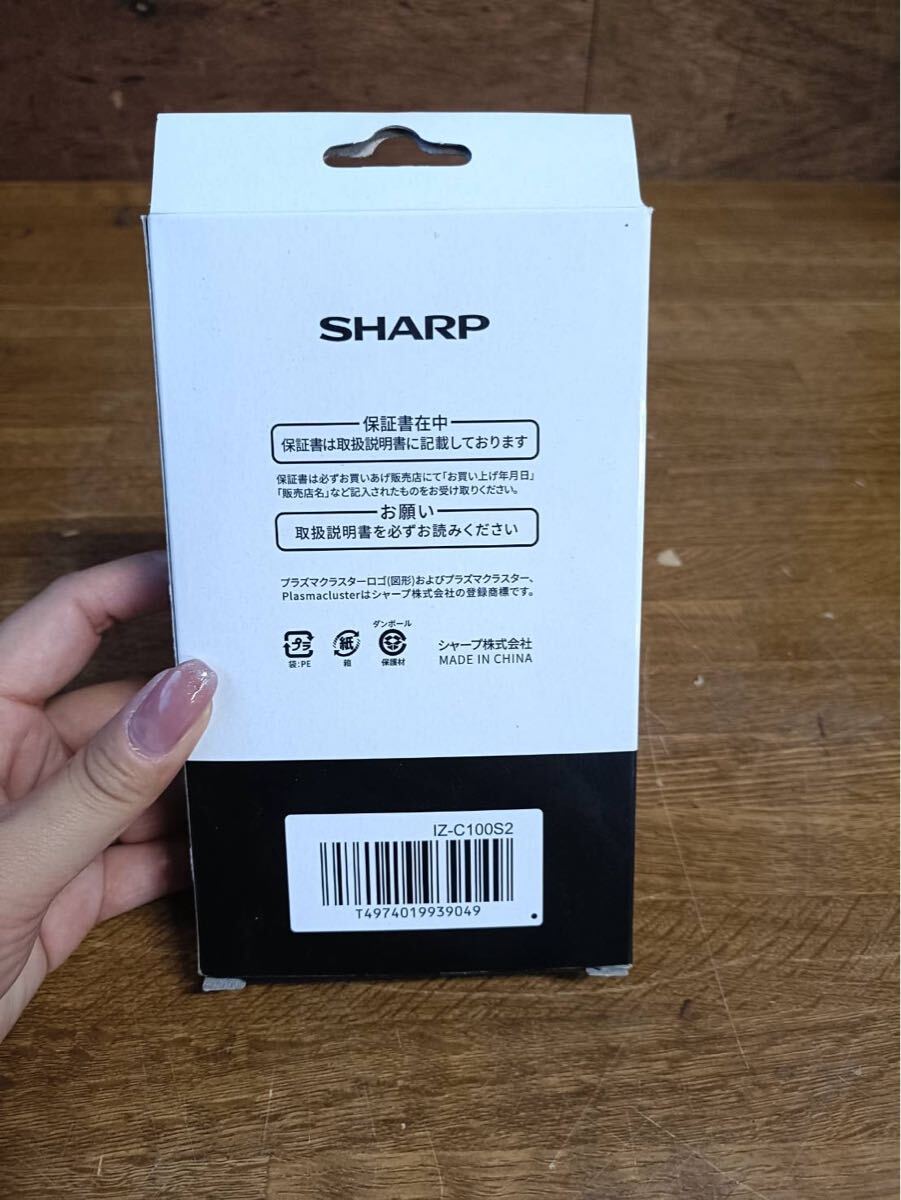 SHARP
保証書在中
保証書は取扱説明書に記載しております
保証書は必ずお買いあげ販売店にて「お買い上げ年月日」
「販売店名」など記入されたものをお受け取りください。
お願い
取扱説明書を必ずお読みください
プラズマクラスターロゴ(図形)およびプラズマクラスター、
Plasmaclusterはシャープ株式会社の登録商標です。
ダンボール
プラ 紙
袋:PE 箱 保護材
シャープ株式会社
MADE IN CHINA
IZ-C100S2
T4974019939049